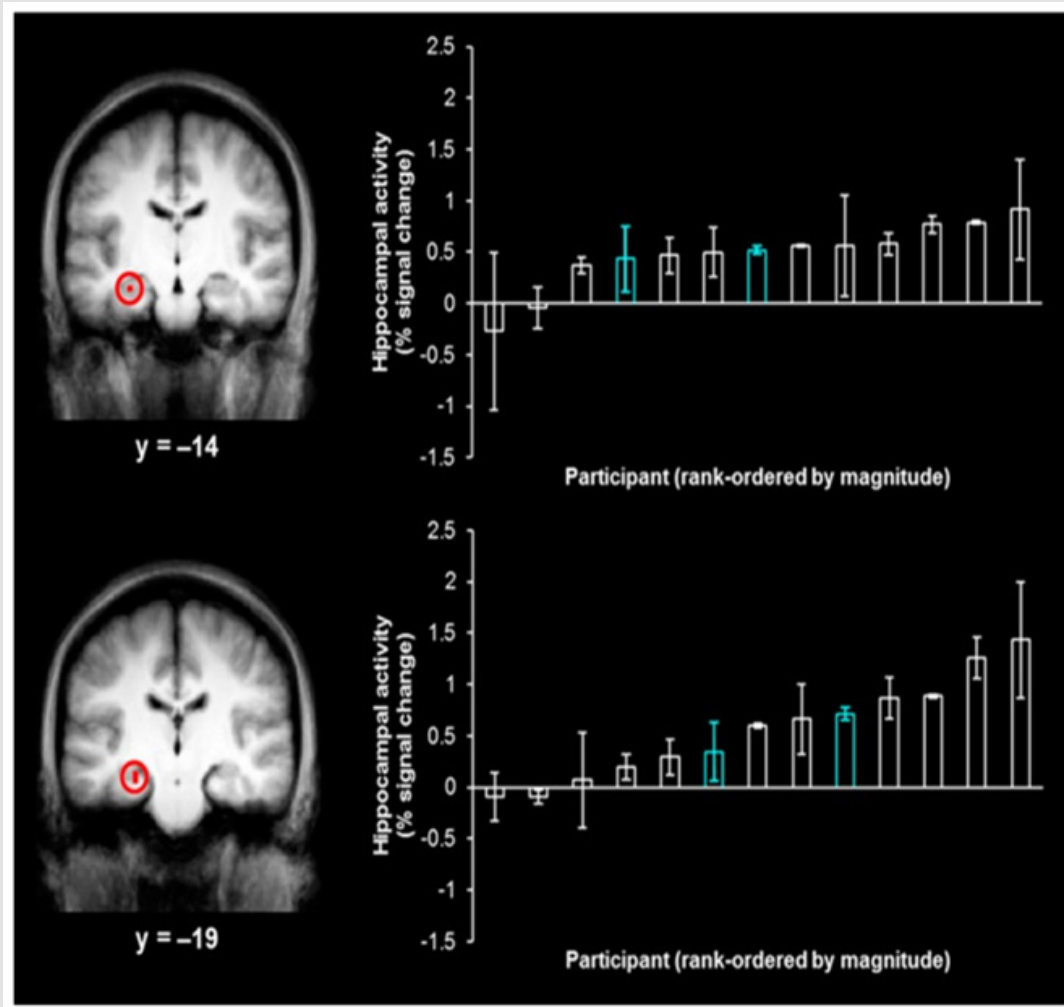 2.5
2
1.5
1
0.5
0
-0.5
-1
-1.5
Hippocampal activity
(% signal change)
Participant (rank-ordered by magnitude)
y = –14
2.5
2
1.5
1
0.5
0
-0.5
-1
-1.5
Hippocampal activity
(% signal change)
Participant (rank-ordered by magnitude)
y = –19